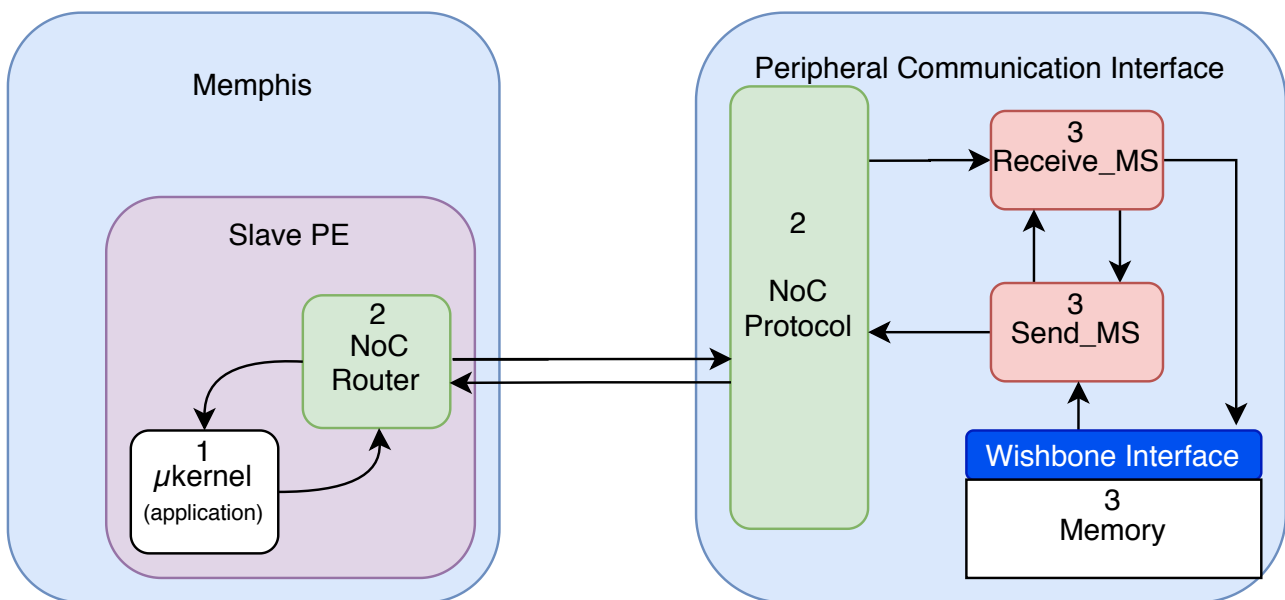 Memphis
Slave PE
2
NoC
Router
1
µkernel
(application)
Peripheral Communication Interface
2
NoC
Protocol
3
Receive_MS
3
Send_MS
Wishbone Interface
3
Memory